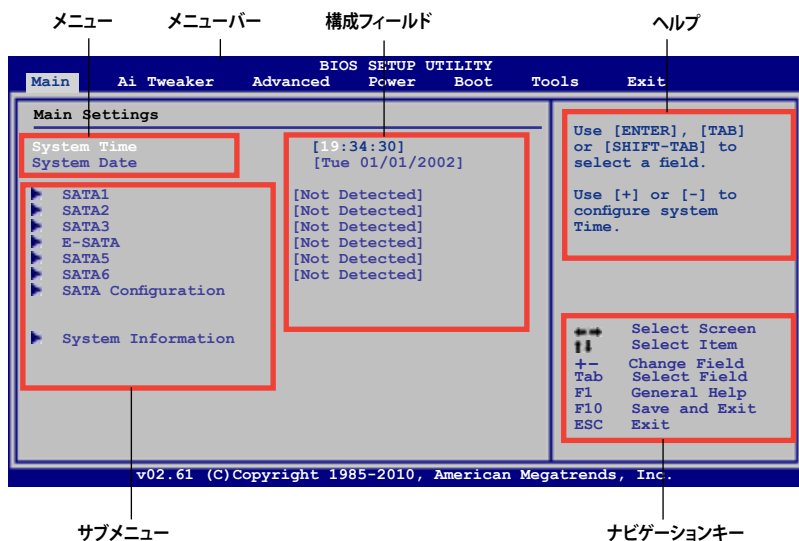 メニュー メニューバー 構成フィールド ヘルプ
BIOS SETUP UTILITY
Main Ai Tweaker Advanced Power Boot Tools Exit
Main Settings
System Time [19:34:30]
System Date [Tue 01/01/2002]
SATA1 [Not Detected]
SATA2 [Not Detected]
SATA3 [Not Detected]
E-SATA [Not Detected]
SATA5 [Not Detected]
SATA6 [Not Detected]
SATA Configuration
System Information
Use [ENTER], [TAB]
or [SHIFT-TAB] to
select a field.
Use [+] or [-] to
configure system
Time.
Select Screen
Select Item
+- Change Field
Tab Select Field
F1 General Help
F10 Save and Exit
ESC Exit
v02.61 (C)Copyright 1985-2010, American Megatrends, Inc.
サブメニュー ナビゲーションキー